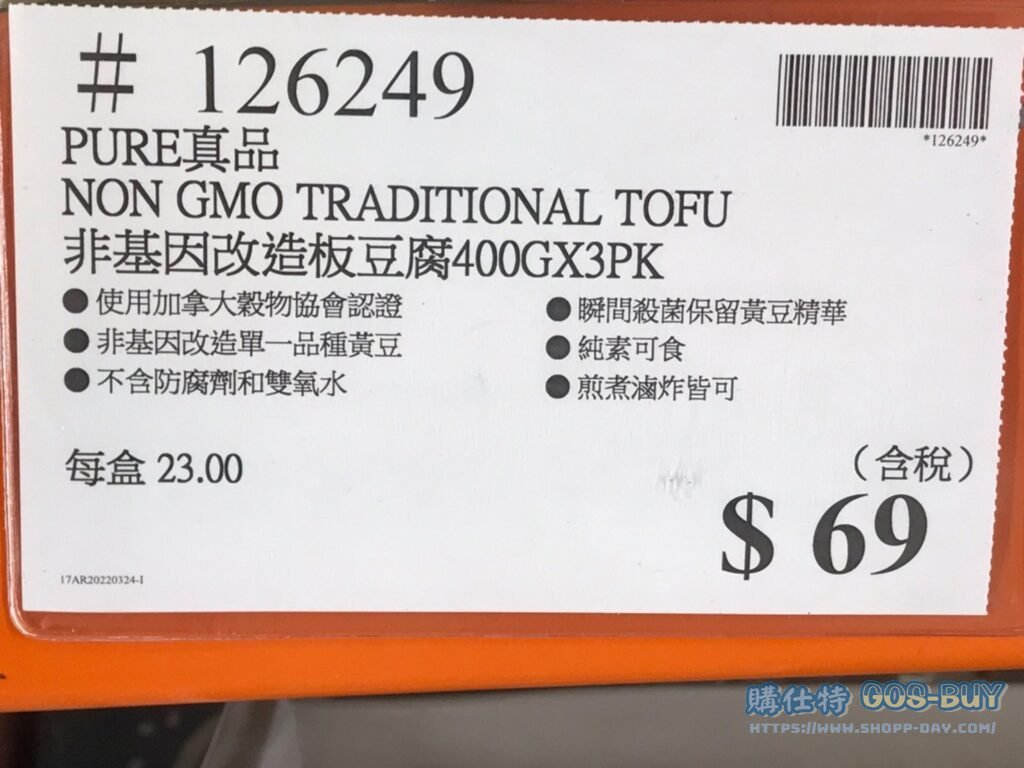 # 126249
*126249*
PURE真品
NON GMO TRADITIONAL TOFU
非基因改造板豆腐400GX3PK
●使用加拿大穀物協會認證
●非基因改造單一品種黃豆
●不含防腐劑和雙氧水
●瞬間殺菌保留黃豆精華
●純素可食
●煎煮滷炸皆可
每盒 23.00
（含稅）
$ 69
17AR20220324-I
購仕特 GOS-BUY
HTTPS://WWW.SHOPP-DAY.COM/